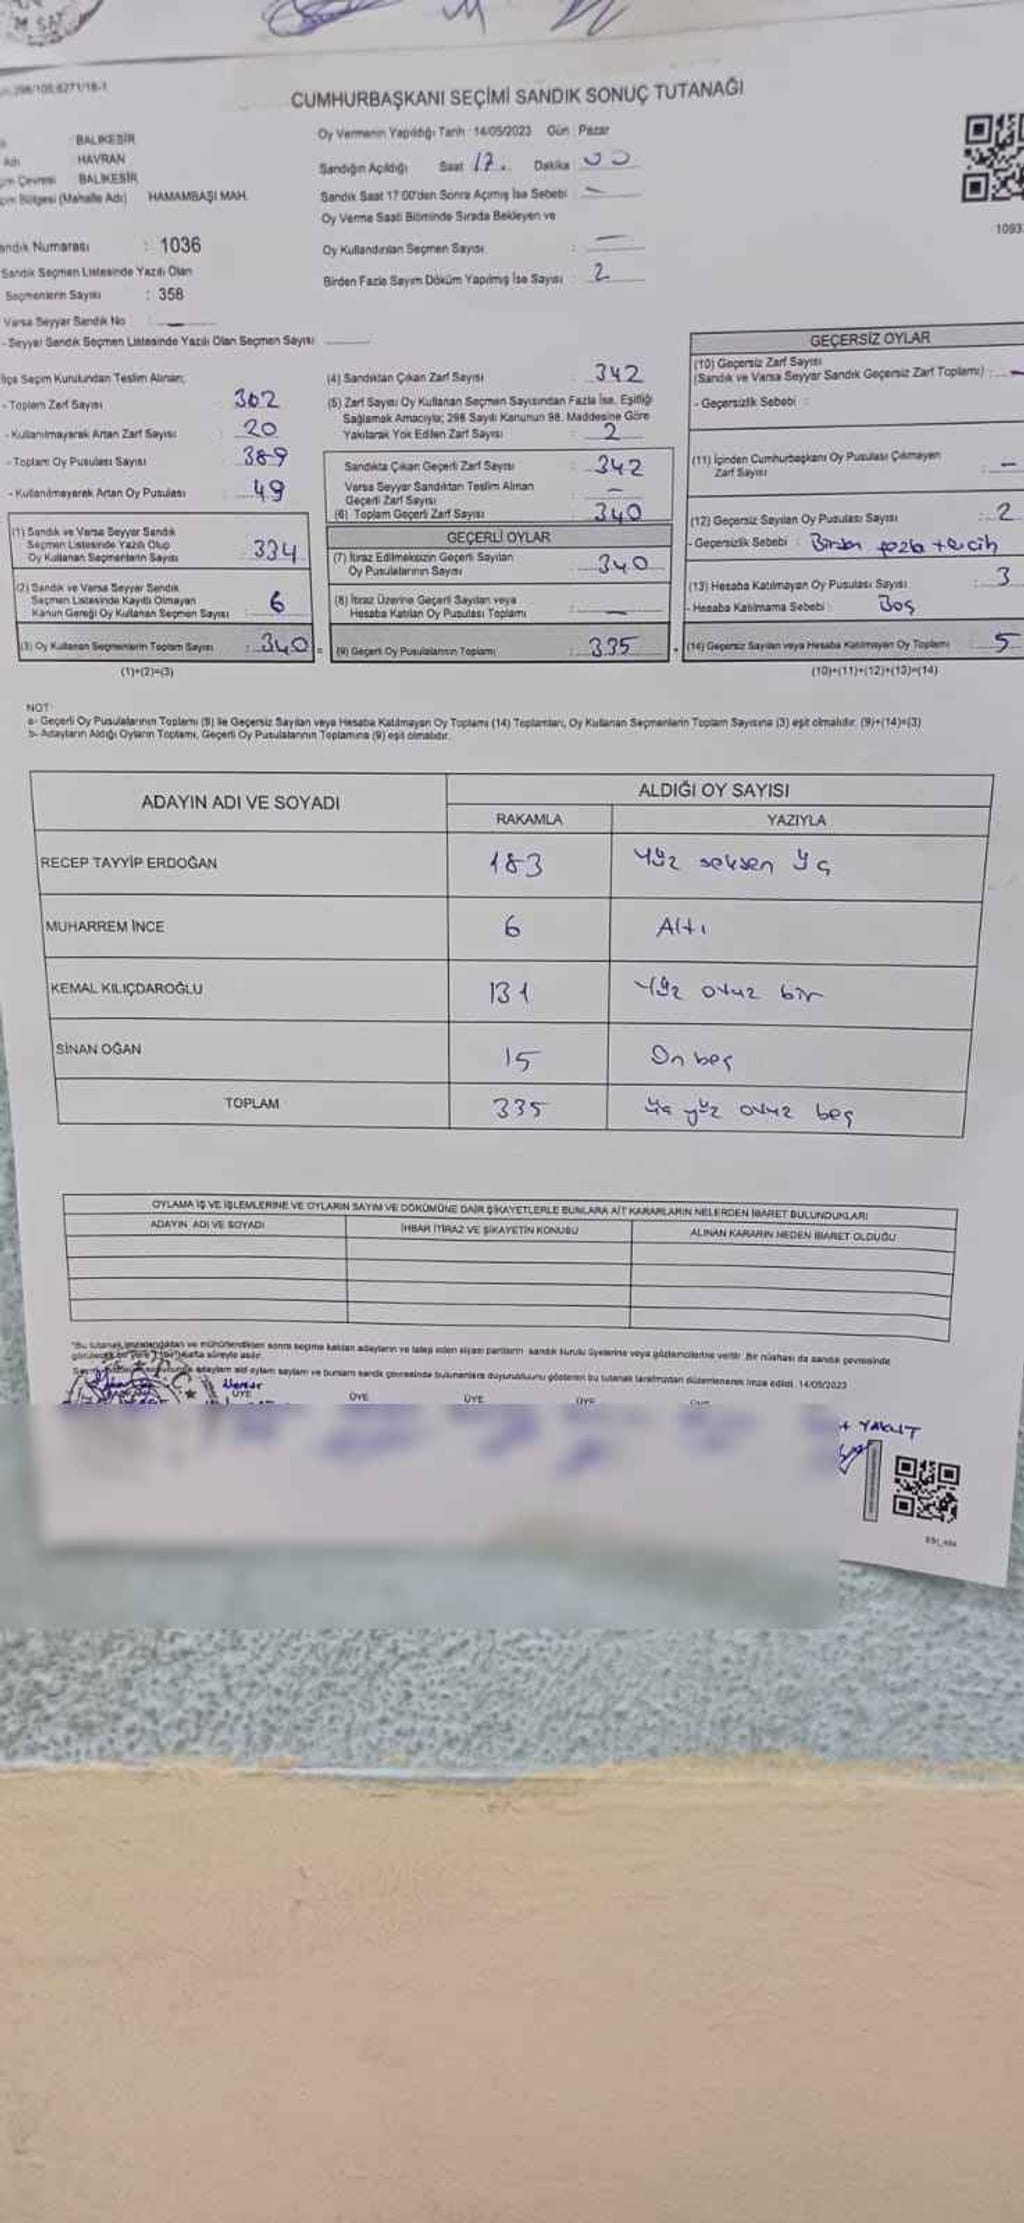 M SA
298/105.6271/18-1
CUMHURBAŞKANI SEÇİMİ SANDIK SONUÇ TUTANAĞI
: BALIKESİR
Adı HAVRAN
Çevresi BALIKESİR
Bölgesi (Mahalle Adı) HAMAMBAŞI MAH.
andık Numarası : 1036
Sandık Seçmen Listesinde Yazılı Olan
Seçmenlerin Sayısı : 358
Varsa Seyyar Sandık No : —
- Seyyar Sandık Seçmen Listesinde Yazılı Olan Seçmen Sayısı
Oy Vermenin Yapıldığı Tarih : 14/05/2023 Gün : Pazar
Sandığın Açıldığı Saat 17.. Dakika 00
Sandık Saat 17:00'den Sonra Açılmış İse Sebebi : —
Oy Verme Saati Bitiminde Sırada Bekleyen ve
Oy Kullandırılan Seçmen Sayısı : —
Birden Fazla Sayım Döküm Yapılmış İse Sayısı : 2
1093
İlçe Seçim Kurulundan Teslim Alınan;
- Toplam Zarf Sayısı : 362
- Kullanılmayarak Artan Zarf Sayısı : 20
- Toplam Oy Pusulası Sayısı : 389
- Kullanılmayarak Artan Oy Pusulası : 49
(1) Sandık ve Varsa Seyyar Sandık
Seçmen Listesinde Yazılı Olup
Oy Kullanan Seçmenlerin Sayısı : 334
(2) Sandık ve Varsa Seyyar Sandık
Seçmen Listesinde Kayıtlı Olmayan
Kanun Gereği Oy Kullanan Seçmen Sayısı : 6
(3) Oy Kullanan Seçmenlerin Toplam Sayısı : 340 =
(1)+(2)=(3)
(4) Sandıktan Çıkan Zarf Sayısı : 342
(5) Zarf Sayısı Oy Kullanan Seçmen Sayısından Fazla İse, Eşitliği
Sağlamak Amacıyla; 298 Sayılı Kanunun 98. Maddesine Göre
Yakılarak Yok Edilen Zarf Sayısı : 2
Sandıkta Çıkan Geçerli Zarf Sayısı : 342
Varsa Seyyar Sandıktan Teslim Alınan
Geçerli Zarf Sayısı : —
(6) Toplam Geçerli Zarf Sayısı : 340
GEÇERLİ OYLAR
(7) İtiraz Edilmeksizin Geçerli Sayılan
Oy Pusulalarının Sayısı : 340
(8) İtiraz Üzerine Geçerli Sayılan veya
Hesaba Katılan Oy Pusulası Toplamı : —
(9) Geçerli Oy Pusulalarının Toplamı : 335 +
GEÇERSİZ OYLAR
(10) Geçersiz Zarf Sayısı
(Sandık ve Varsa Seyyar Sandık Geçersiz Zarf Toplamı) : —
- Geçersizlik Sebebi :
(11) İçinden Cumhurbaşkanı Oy Pusulası Çıkmayan
Zarf Sayısı : —
(12) Geçersiz Sayılan Oy Pusulası Sayısı : 2
- Geçersizlik Sebebi : Birden fazla tercih
(13) Hesaba Katılmayan Oy Pusulası Sayısı : 3
- Hesaba Katılmama Sebebi : Boş
(14) Geçersiz Sayılan veya Hesaba Katılmayan Oy Toplamı : 5
(10)+(11)+(12)+(13)=(14)
NOT:
a- Geçerli Oy Pusulalarının Toplamı (9) ile Geçersiz Sayılan veya Hesaba Katılmayan Oy Toplamı (14) Toplamları, Oy Kullanan Seçmenlerin Toplam Sayısına (3) eşit olmalıdır. (9)+(14)=(3)
b- Adayların Aldığı Oyların Toplamı, Geçerli Oy Pusulalarının Toplamına (9) eşit olmalıdır.
ADAYIN ADI VE SOYADI
ALDIĞI OY SAYISI
RAKAMLA YAZIYLA
RECEP TAYYİP ERDOĞAN 183 Yüz seksen üç
MUHARREM İNCE 6 Altı
KEMAL KILIÇDAROĞLU 131 Yüz otuz bir
SİNAN OĞAN 15 On beş
TOPLAM 335 üç yüz otuz beş
OYLAMA İŞ VE İŞLEMLERİNE VE OYLARIN SAYIM VE DÖKÜMÜNE DAİR ŞİKAYETLERLE BUNLARA AİT KARARLARIN NELERDEN İBARET BULUNDUKLARI
ADAYIN ADI VE SOYADI İHBAR İTİRAZ VE ŞİKAYETİN KONUSU ALINAN KARARIN NEDEN İBARET OLDUĞU
"Bu tutanak imzalandıktan ve mühürlendikten sonra seçime katılan adayların ve talep eden siyasi partilerin sandık kurulu üyelerine veya gözlemcilerine verilir. Bir nüshası da sandık çevresinde
görülecek bir yere 1 (bir) hafta süreyle asılır.
adayların aldığı oyların sayılarını ve bunların sandık çevresinde bulunanlara duyurulduğunu gösteren bu tutanak tarafımızdan düzenlenerek imza edildi. 14/05/2023
T.C.
ÜYE ÜYE ÜYE ÜYE
YAKUT